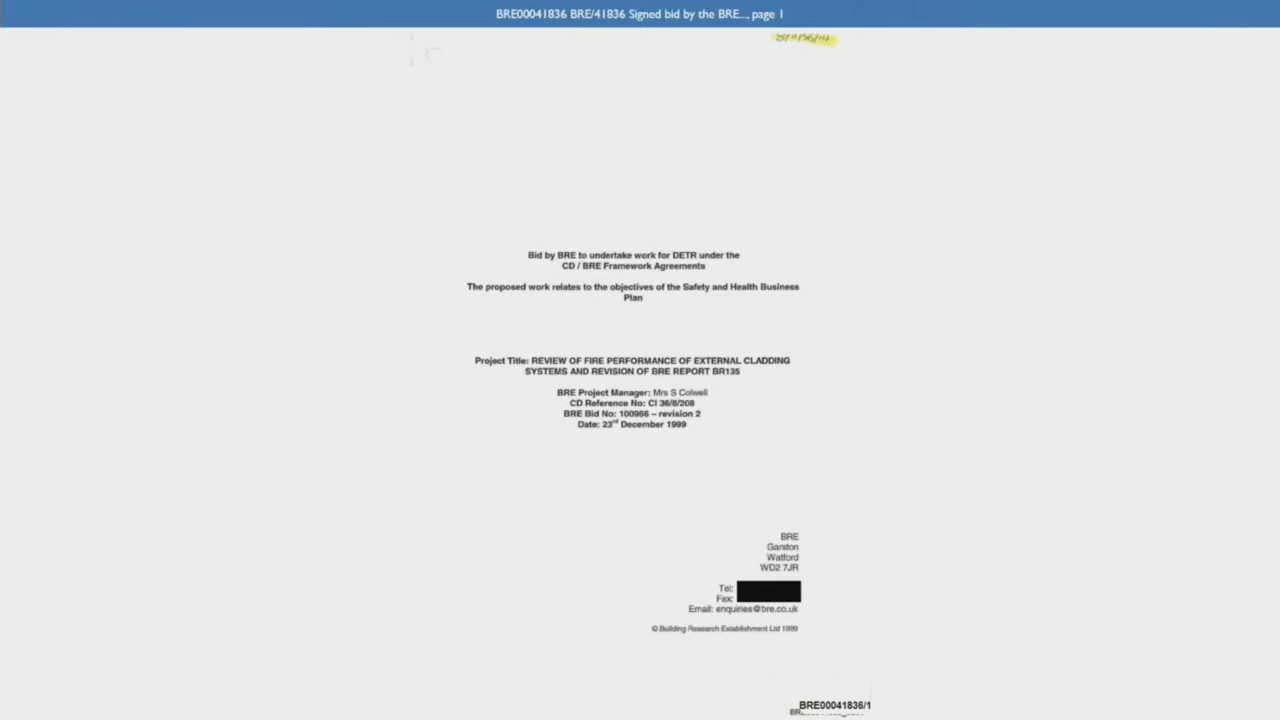 BRE00041836 BRE/41836 Signed bid by the BRE..., page 1
Bid by BRE to undertake work for DETR under the
CD / BRE Framework Agreements
The proposed work relates to the objectives of the Safety and Health Business
Plan
Project Title: REVIEW OF FIRE PERFORMANCE OF EXTERNAL CLADDING
SYSTEMS AND REVISION OF BRE REPORT BR135
BRE Project Manager: Mrs S Colwell
CD Reference No: CI 36/8/208
BRE Bid No: 100966 – revision 2
Date: 23rd December 1999
BRE
Garston
Watford
WD2 7JR
Tel:
Fax:
Email: enquiries@bre.co.uk
© Building Research Establishment Ltd 1999
BRE00041836/1